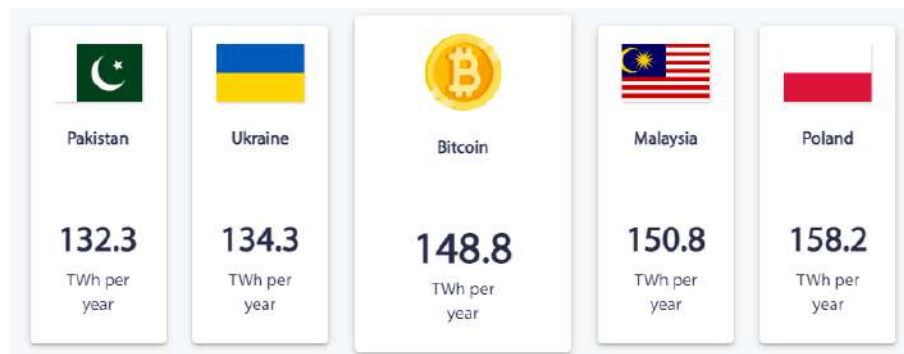 Pakistan
132.3
TWh per
year
Ukraine
134.3
TWh per
year
Bitcoin
148.8
TWh per
year
Malaysia
150.8
TWh per
year
Poland
158.2
TWh per
year